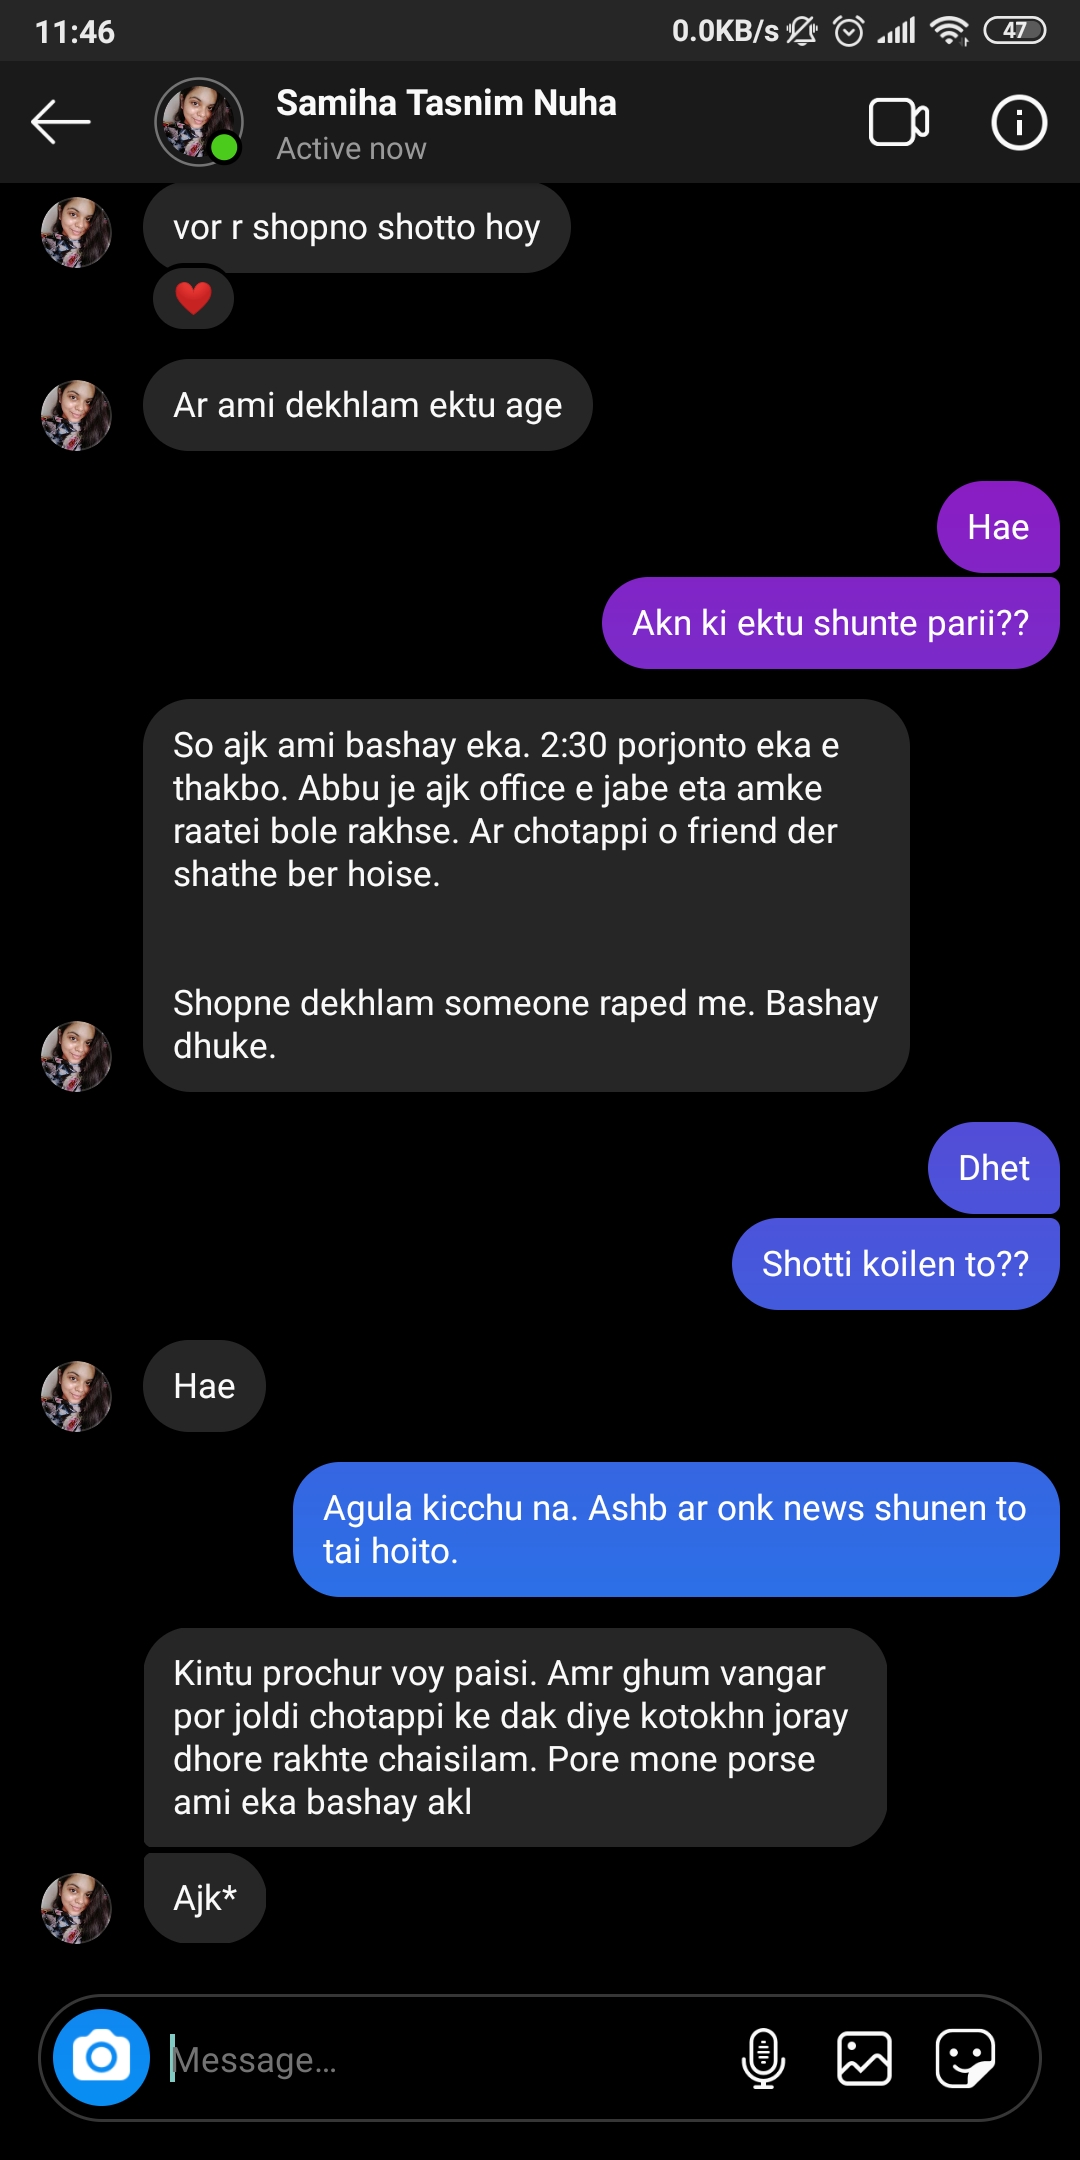 11:46
0.0KB/s
47
Samiha Tasnim Nuha
Active now
vor r shopno shotto hoy
Ar ami dekhlam ektu age
Hae
Akn ki ektu shunte parii??
So ajk ami bashay eka. 2:30 porjonto eka e
thakbo. Abbu je ajk office e jabe eta amke
raatei bole rakhse. Ar chotappi o friend der
shathe ber hoise.
Shopne dekhlam someone raped me. Bashay
dhuke.
Dhet
Shotti koilen to??
Hae
Agula kicchu na. Ashb ar onk news shunen to
tai hoito.
Kintu prochur voy paisi. Amr ghum vangar
por joldi chotappi ke dak diye kotokhn joray
dhore rakhte chaisilam. Pore mone porse
ami eka bashay akl
Ajk*
Message...